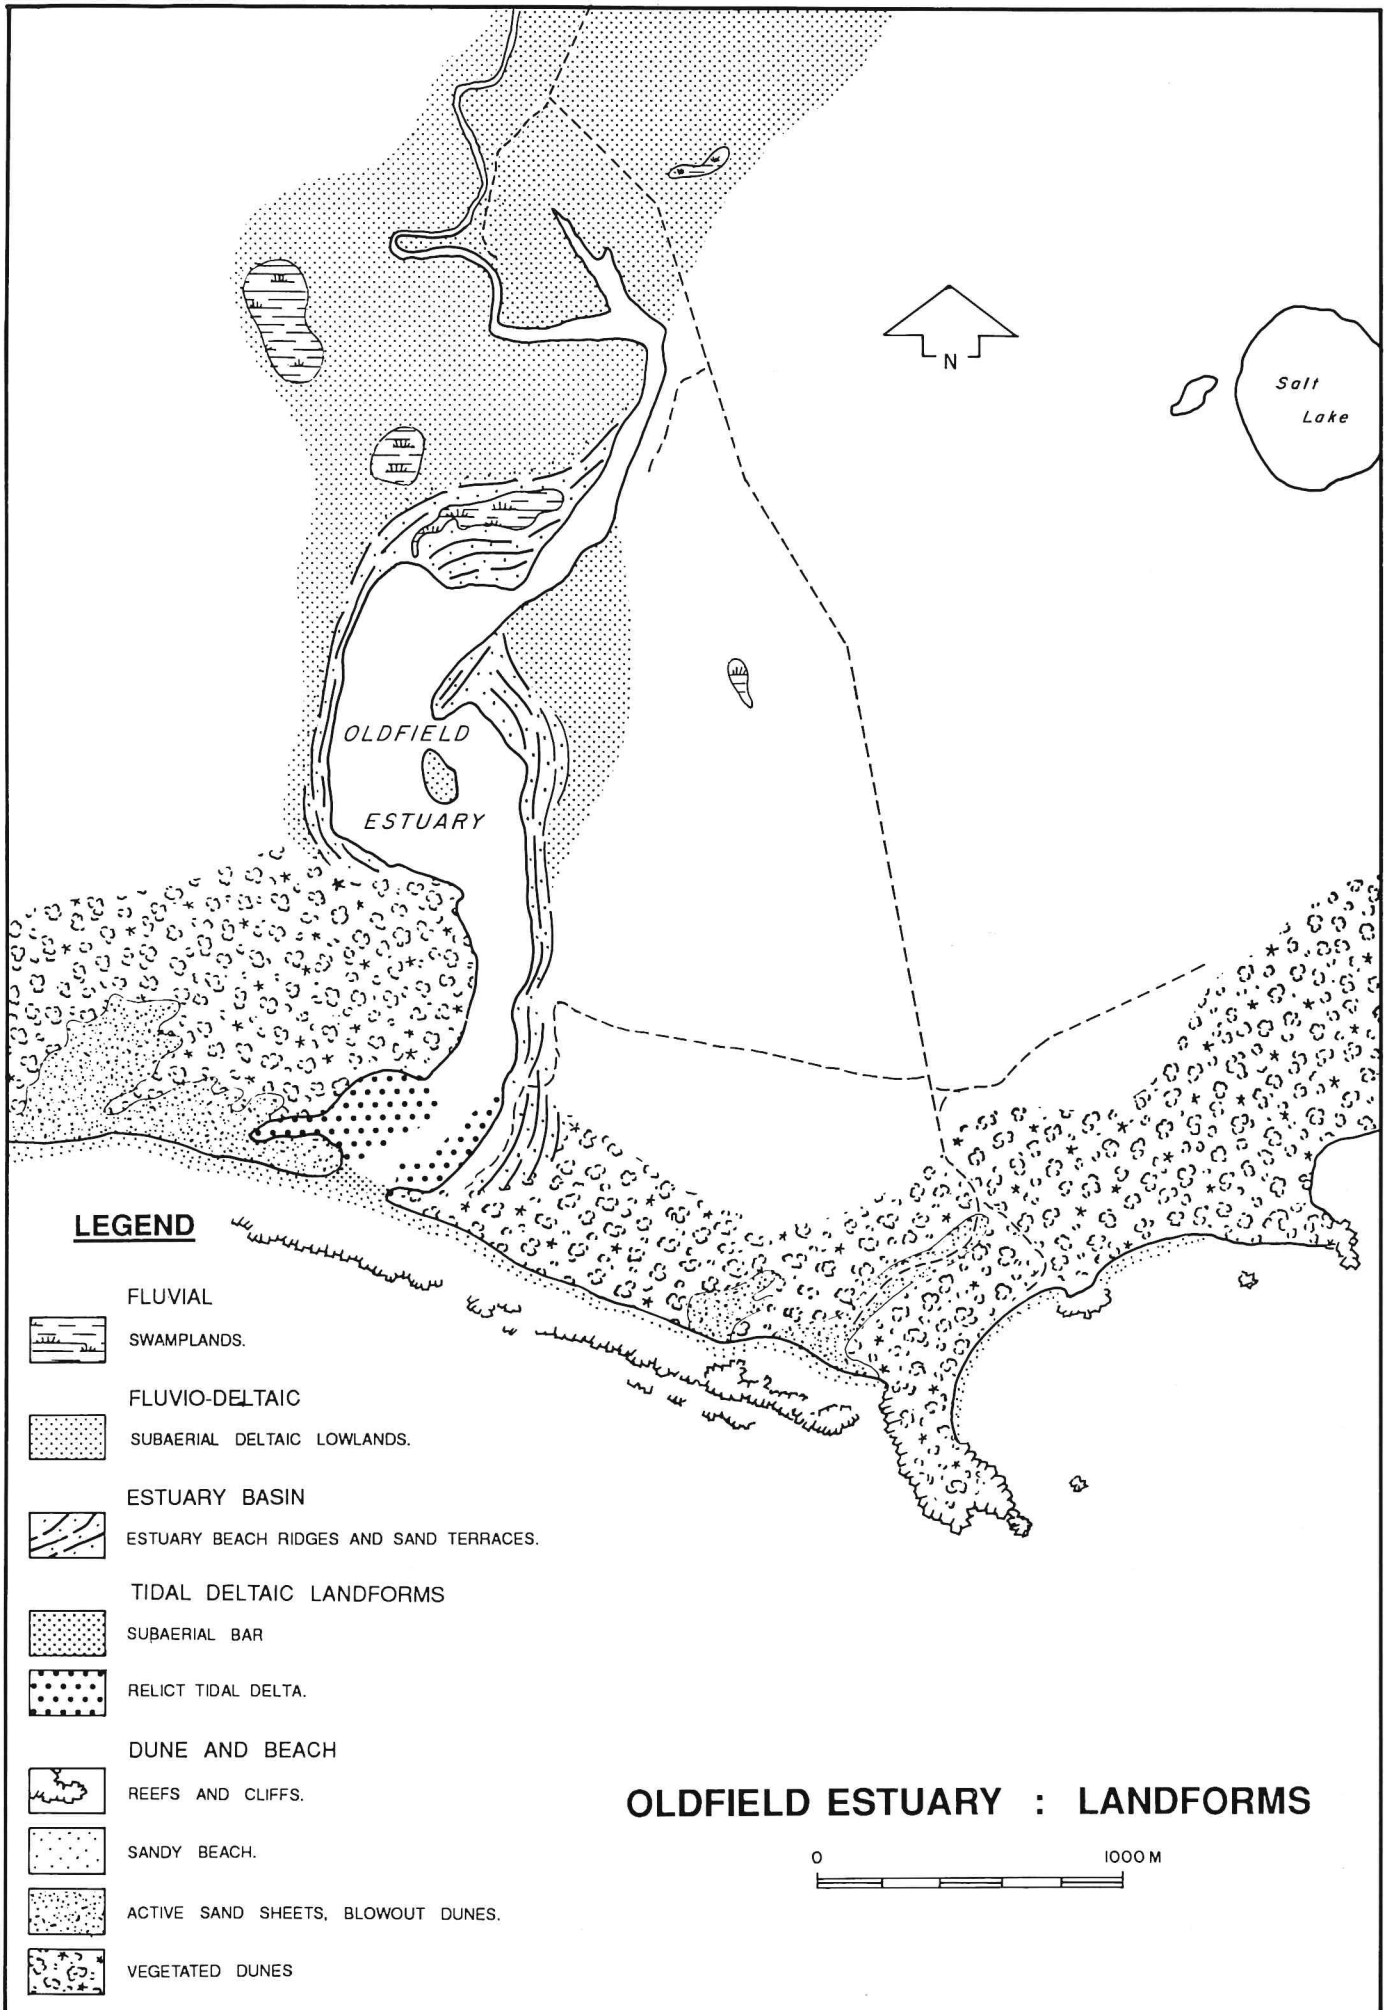 N
Salt
Lake
OLDFIELD
ESTUARY
LEGEND
FLUVIAL
SWAMPLANDS.
FLUVIO-DELTAIC
SUBAERIAL DELTAIC LOWLANDS.
ESTUARY BASIN
ESTUARY BEACH RIDGES AND SAND TERRACES.
TIDAL DELTAIC LANDFORMS
SUBAERIAL BAR
RELICT TIDAL DELTA.
DUNE AND BEACH
REEFS AND CLIFFS.
SANDY BEACH.
ACTIVE SAND SHEETS, BLOWOUT DUNES.
VEGETATED DUNES
OLDFIELD ESTUARY : LANDFORMS
0 1000 M